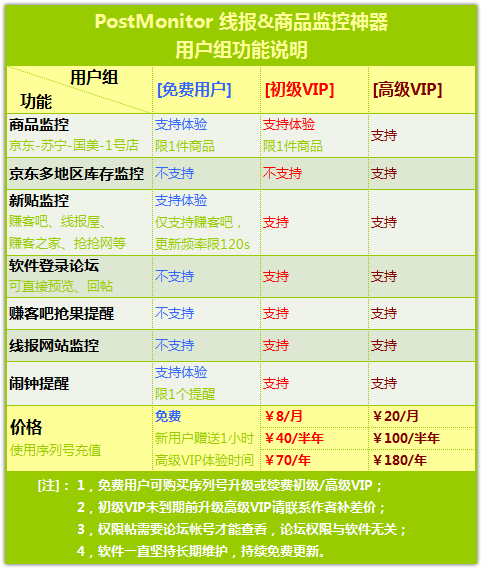 PostMonitor 线报&商品监控神器
用户组功能说明
用户组
功能
[免费用户]
[初级VIP]
[高级VIP]
商品监控
京东-苏宁-国美-1号店
支持体验
限1件商品
支持体验
限1件商品
支持
京东多地区库存监控
不支持
不支持
支持
新贴监控
赚客吧、线报屋、
赚客之家、抢抢网等
支持体验
仅支持赚客吧，
更新频率限120s
支持
支持
软件登录论坛
可直接预览、回帖
不支持
支持
支持
赚客吧抢果提醒
不支持
支持
支持
线报网站监控
不支持
支持
支持
闹钟提醒
支持体验
限1个提醒
支持
支持
价格
使用序列号充值
免费
新用户赠送1小时
高级VIP体验时间
￥8/月
￥40/半年
￥70/年
￥20/月
￥100/半年
￥180/年
[注]： 1，免费用户可购买序列号升级或续费初级/高级VIP；
2，初级VIP未到期前升级高级VIP请联系作者补差价；
3，权限帖需要论坛帐号才能查看，论坛权限与软件无关；
4，软件一直坚持长期维护，持续免费更新。